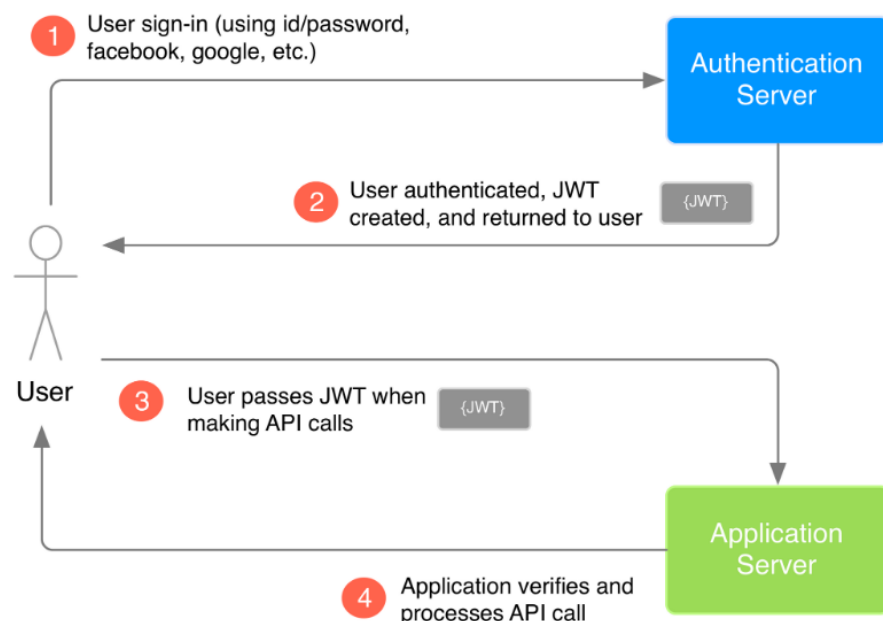 1
User sign-in (using id/password,
facebook, google, etc.)
Authentication
Server
2
User authenticated, JWT
created, and returned to user
{JWT}
User
3
User passes JWT when
making API calls
{JWT}
Application
Server
4
Application verifies and
processes API call